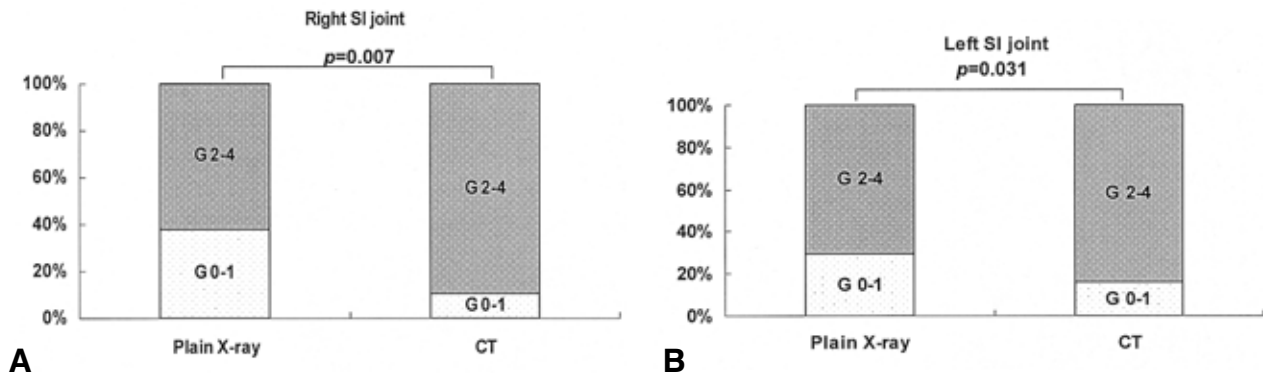 Right SI joint
p=0.007
100%
80%
60%
40%
20%
0%
G 2-4
G 0-1
G 2-4
G 0-1
Plain X-ray
CT
A
Left SI joint
p=0.031
100%
80%
60%
40%
20%
0%
G 2-4
G 0-1
G 2-4
G 0-1
Plain X-ray
CT
B